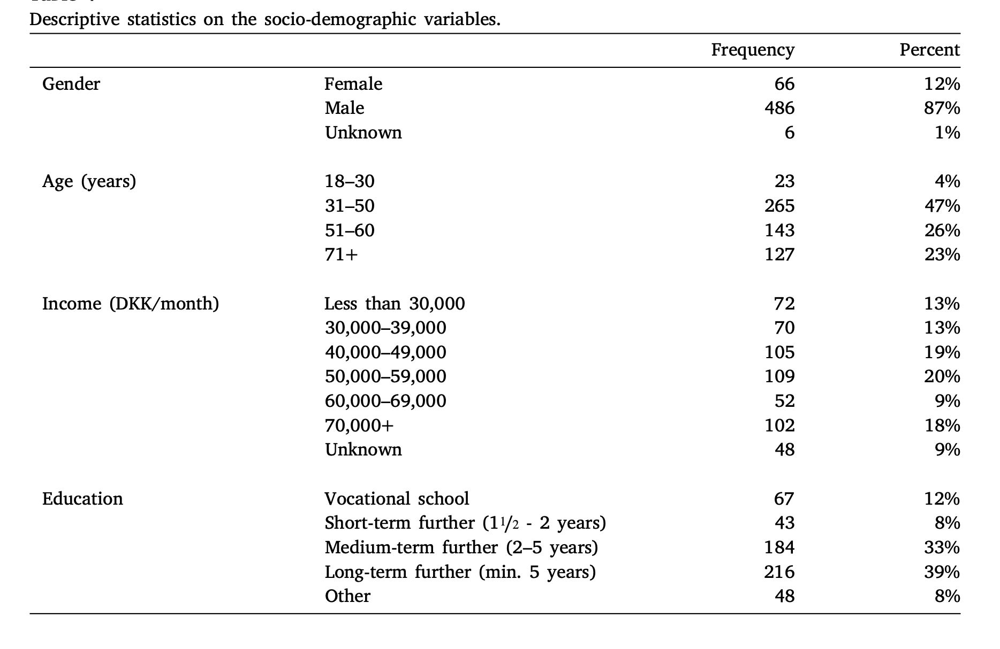 Descriptive statistics on the socio-demographic variables.
Frequency Percent
Gender Female 66 12%
Male 486 87%
Unknown 6 1%
Age (years) 18–30 23 4%
31–50 265 47%
51–60 143 26%
71+ 127 23%
Income (DKK/month) Less than 30,000 72 13%
30,000–39,000 70 13%
40,000–49,000 105 19%
50,000–59,000 109 20%
60,000–69,000 52 9%
70,000+ 102 18%
Unknown 48 9%
Education Vocational school 67 12%
Short-term further (1 1/2 - 2 years) 43 8%
Medium-term further (2–5 years) 184 33%
Long-term further (min. 5 years) 216 39%
Other 48 8%